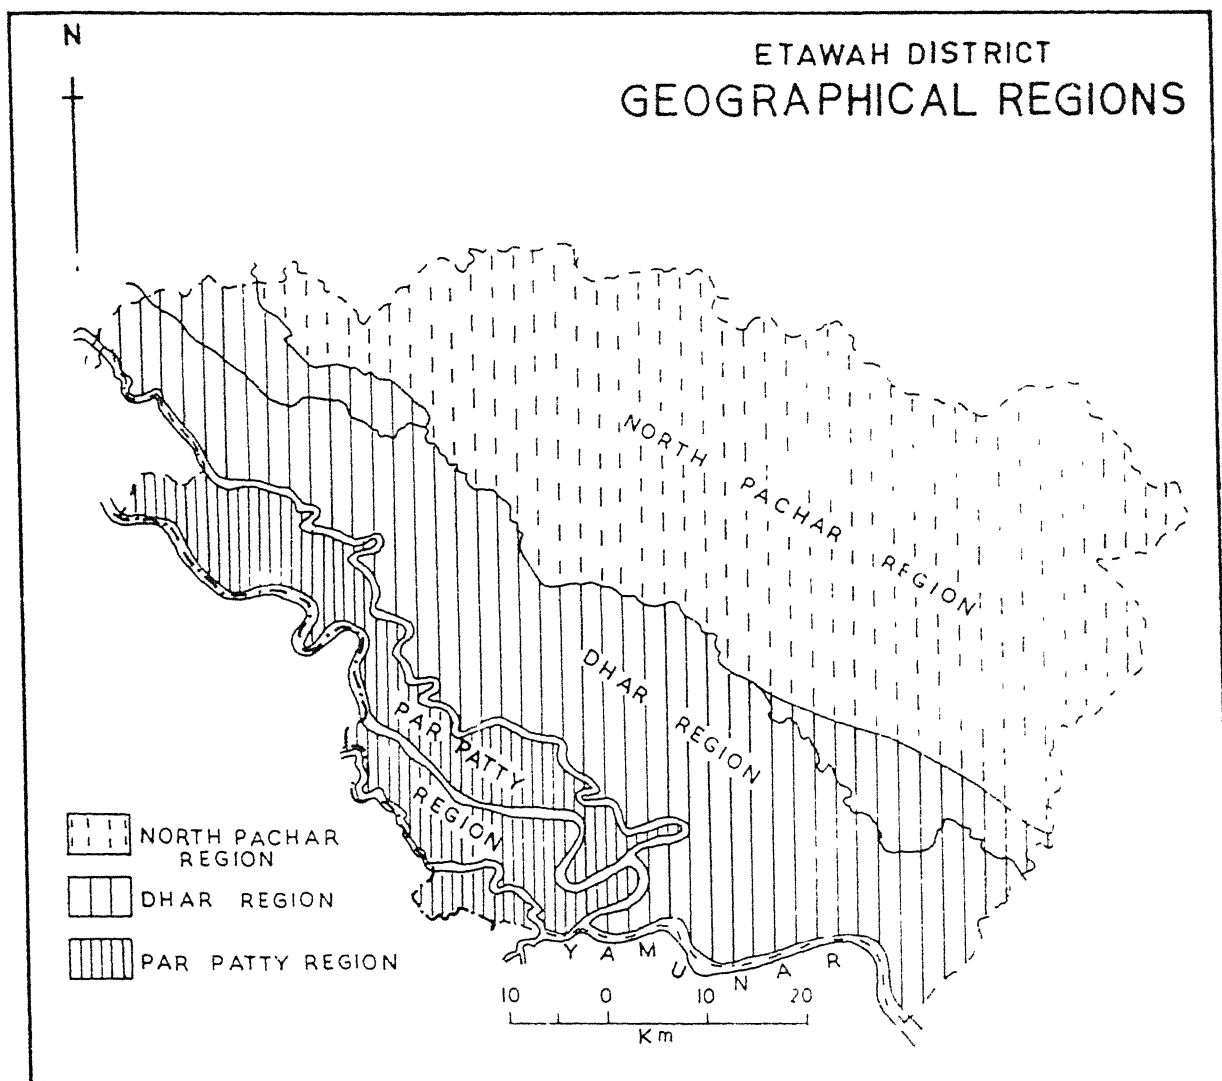 N
ETAWAH DISTRICT
GEOGRAPHICAL REGIONS
NORTH PACHAR REGION
DHAR REGION
PAR PATTY
REGION
NORTH PACHAR
REGION
DHAR REGION
PAR PATTY REGION
YAMUNA R
10 0 10 20
Km